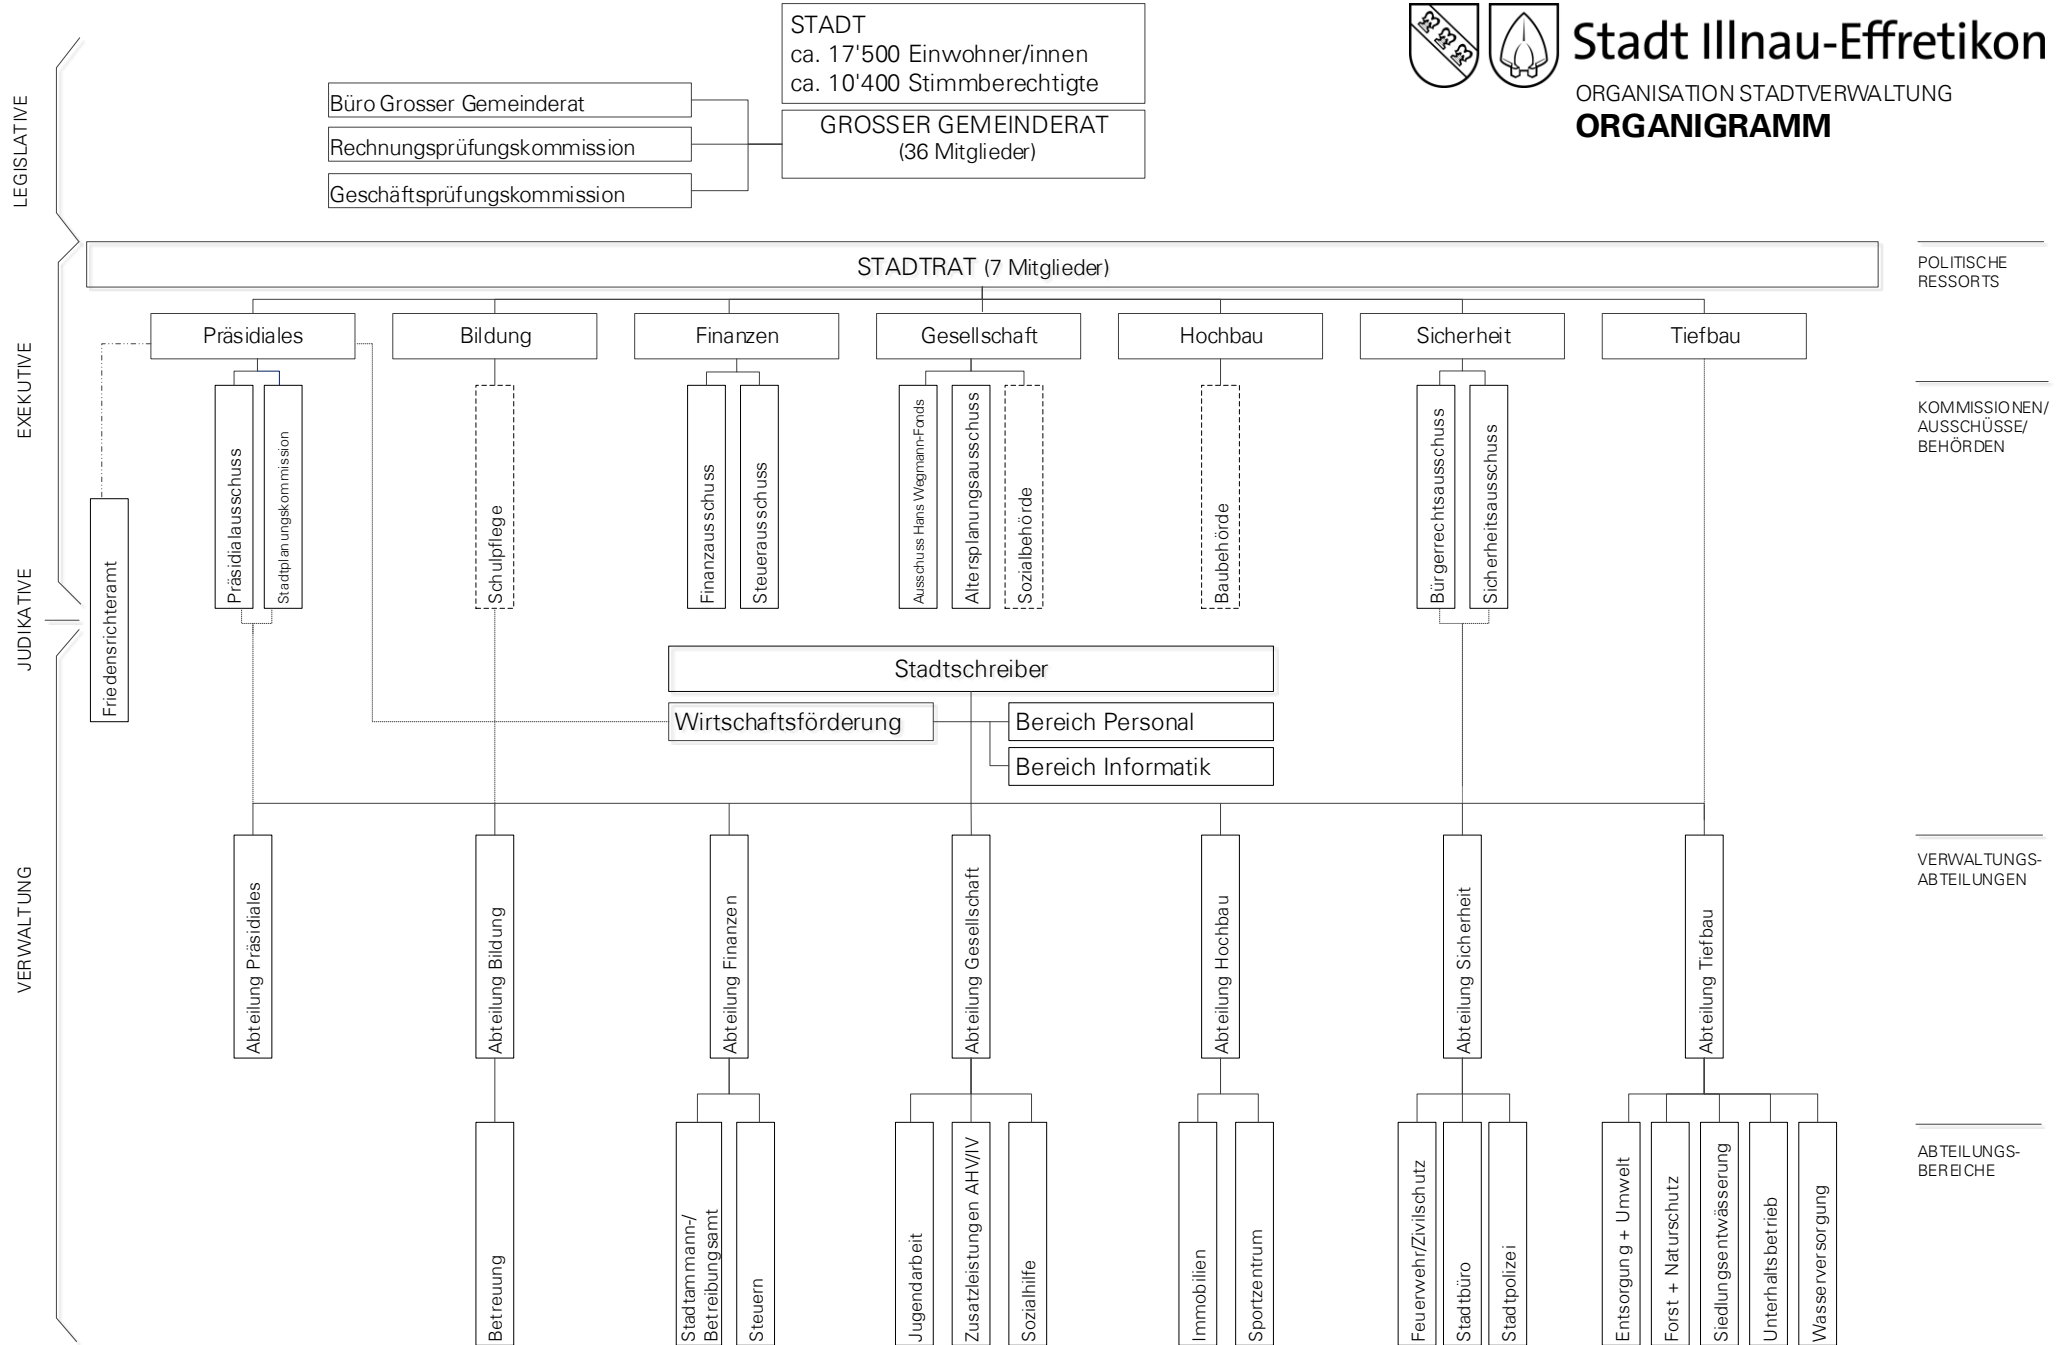 STADT
ca. 17'500 Einwohner/innen
ca. 10'400 Stimmberechtigte
Stadt Illnau-Effretikon
ORGANISATION STADTVERWALTUNG
ORGANIGRAMM
LEGISLATIVE
Büro Grosser Gemeinderat
Rechnungsprüfungskommission
Geschäftsprüfungskommission
GROSSER GEMEINDERAT
(36 Mitglieder)
STADTRAT (7 Mitglieder)
POLITISCHE
RESSORTS
EXEKUTIVE
Präsidiales
Bildung
Finanzen
Gesellschaft
Hochbau
Sicherheit
Tiefbau
KOMMISSIONEN/
AUSSCHÜSSE/
BEHÖRDEN
Präsidialausschuss
Stadtplanungskommission
Schulpflege
Finanzausschuss
Steuerausschuss
Ausschuss Hans Wegmann-Fonds
Altersplanungsausschuss
Sozialbehörde
Baubehörde
Bürgerrechtsausschuss
Sicherheitsausschuss
JUDIKATIVE
Friedensrichteramt
Stadtschreiber
Wirtschaftsförderung
Bereich Personal
Bereich Informatik
VERWALTUNG
Abteilung Präsidiales
Abteilung Bildung
Abteilung Finanzen
Abteilung Gesellschaft
Abteilung Hochbau
Abteilung Sicherheit
Abteilung Tiefbau
VERWALTUNGS-
ABTEILUNGEN
Betreuung
Stadtammann-/
Betreibungsamt
Steuern
Jugendarbeit
Zusatzleistungen AHV/IV
Sozialhilfe
Immobilien
Sportzentrum
Feuerwehr/Zivilschutz
Stadtbüro
Stadtpolizei
Entsorgung + Umwelt
Forst + Naturschutz
Siedlungsentwässerung
Unterhaltsbetrieb
Wasserversorgung
ABTEILUNGS-
BEREICHE